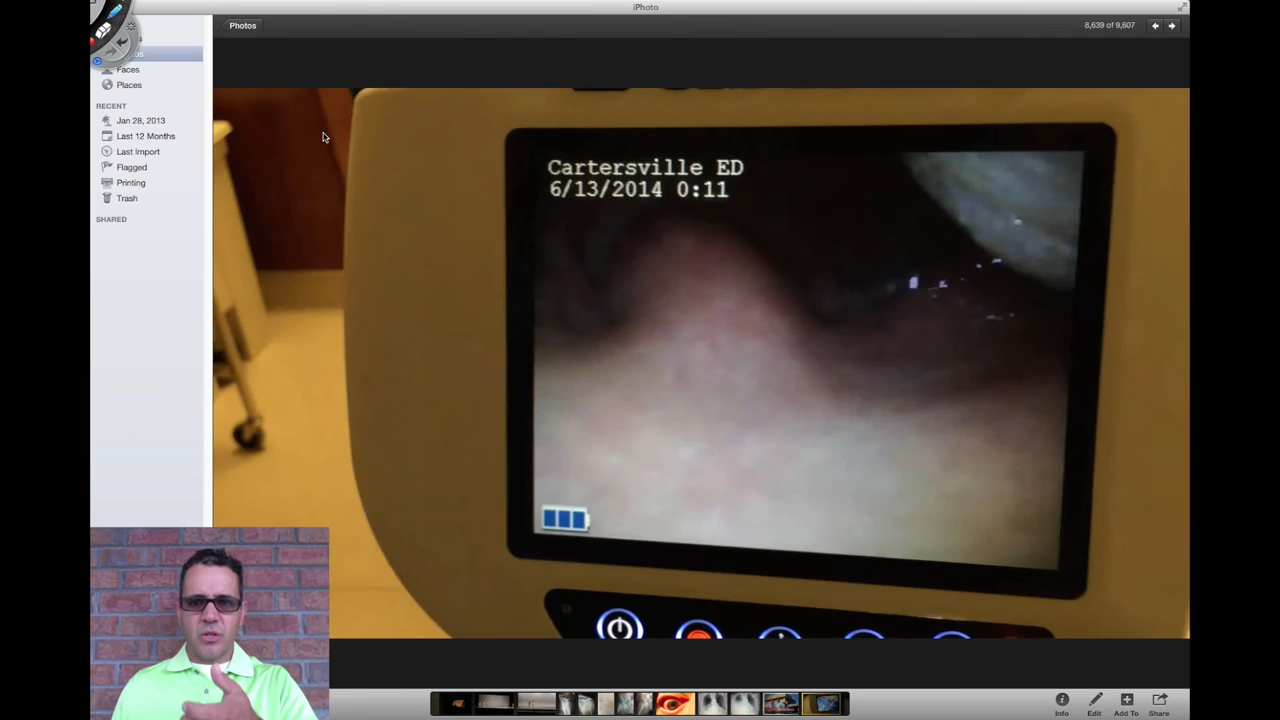 iPhoto
Photos
8,639 of 9,607
Faces
Places
RECENT
Jan 28, 2013
Last 12 Months
Last Import
Flagged
Printing
Trash
SHARED
Cartersville ED
6/13/2014 0:11
Info
Edit
Add To
Share